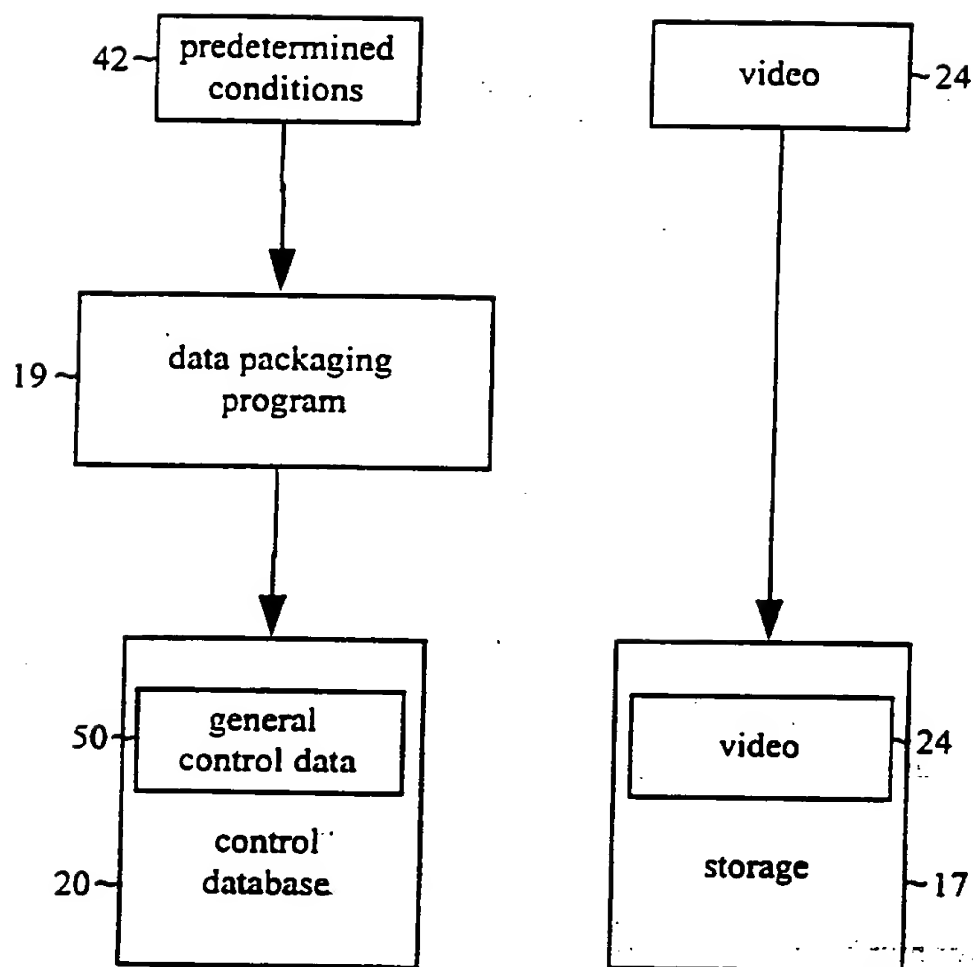 42
predetermined
conditions
video
24
19
data packaging
program
50
general
control data
video
24
control
database
20
storage
17